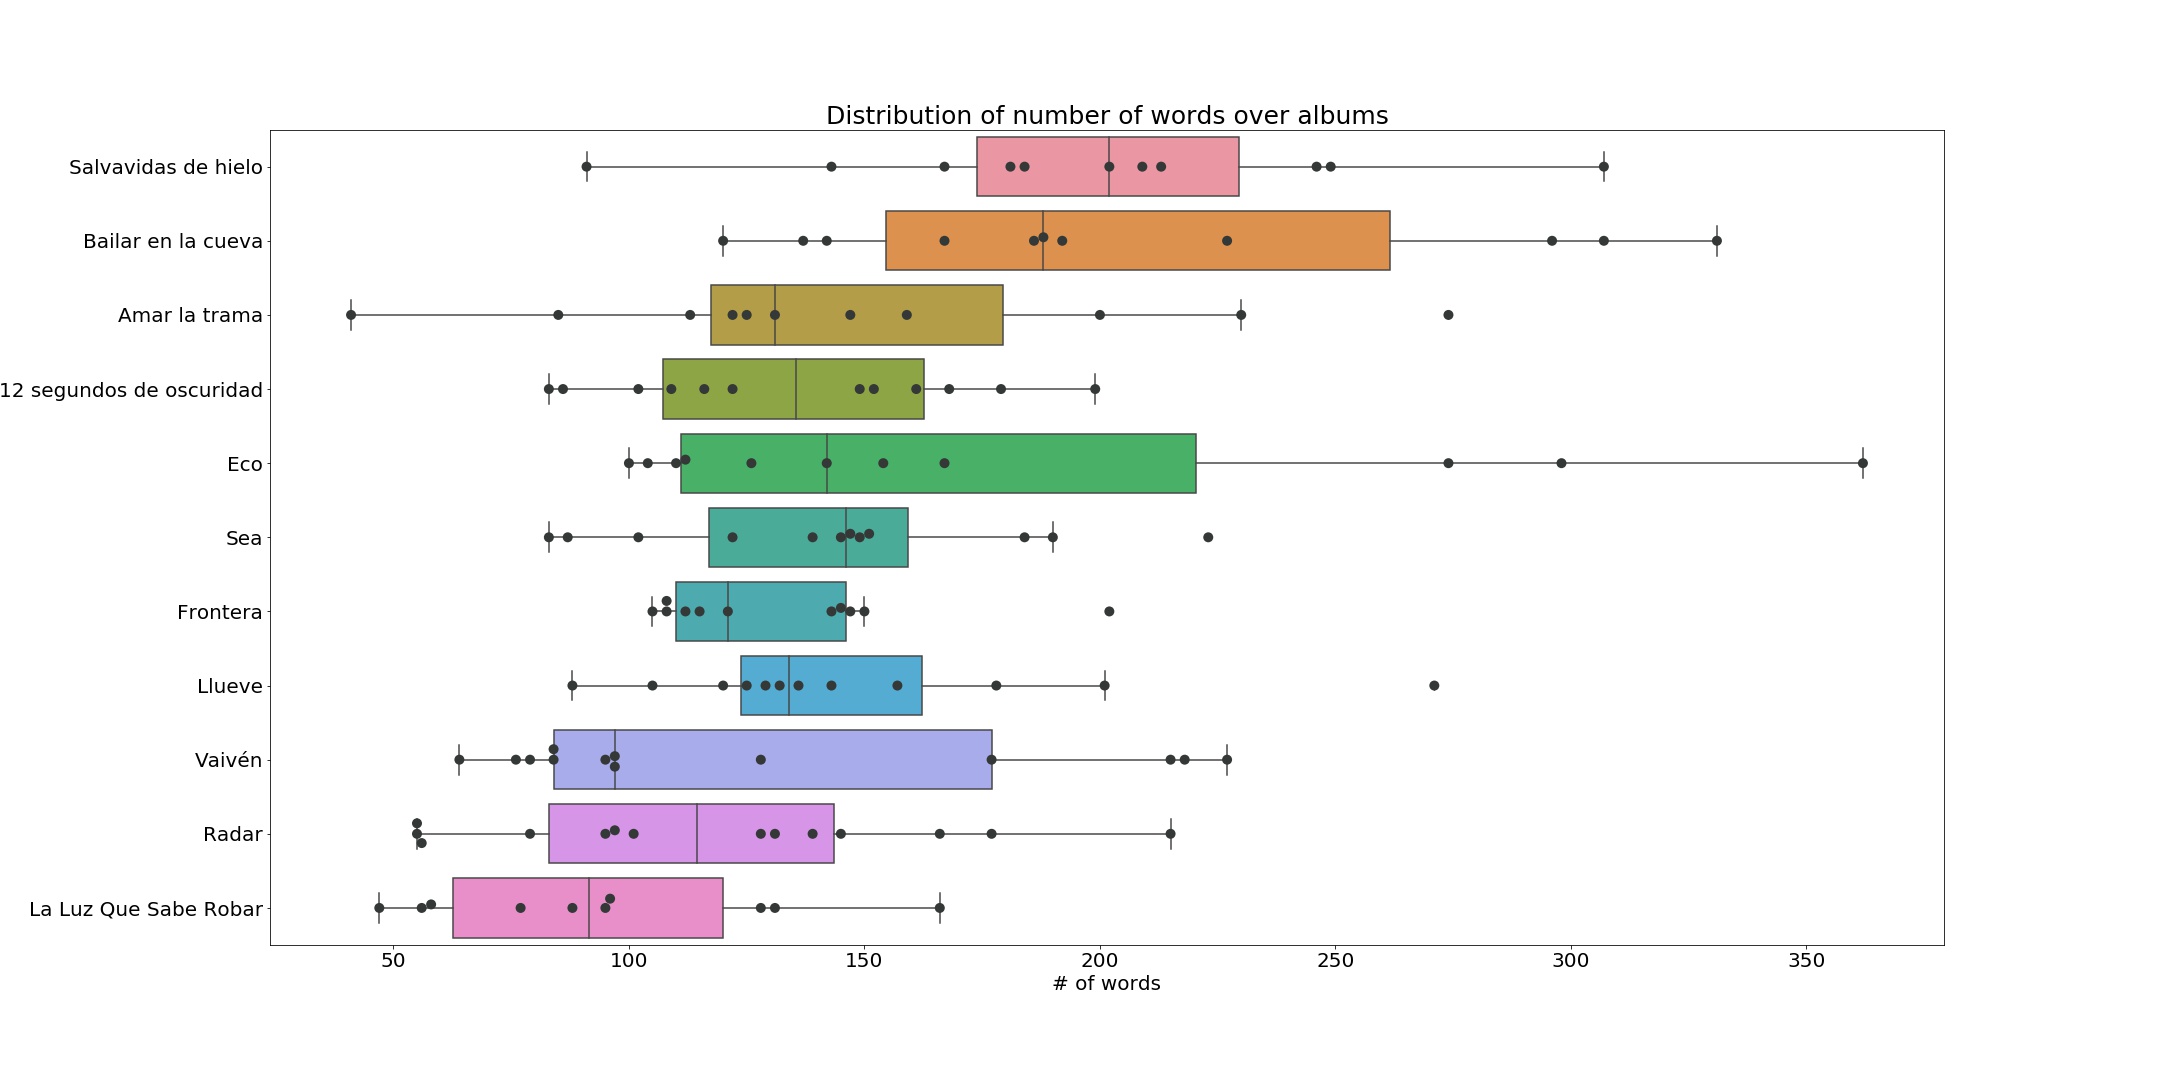 Distribution of number of words over albums
Salvavidas de hielo
Bailar en la cueva
Amar la trama
12 segundos de oscuridad
Eco
Sea
Frontera
Llueve
Vaivén
Radar
La Luz Que Sabe Robar
50 100 150 200 250 300 350
# of words